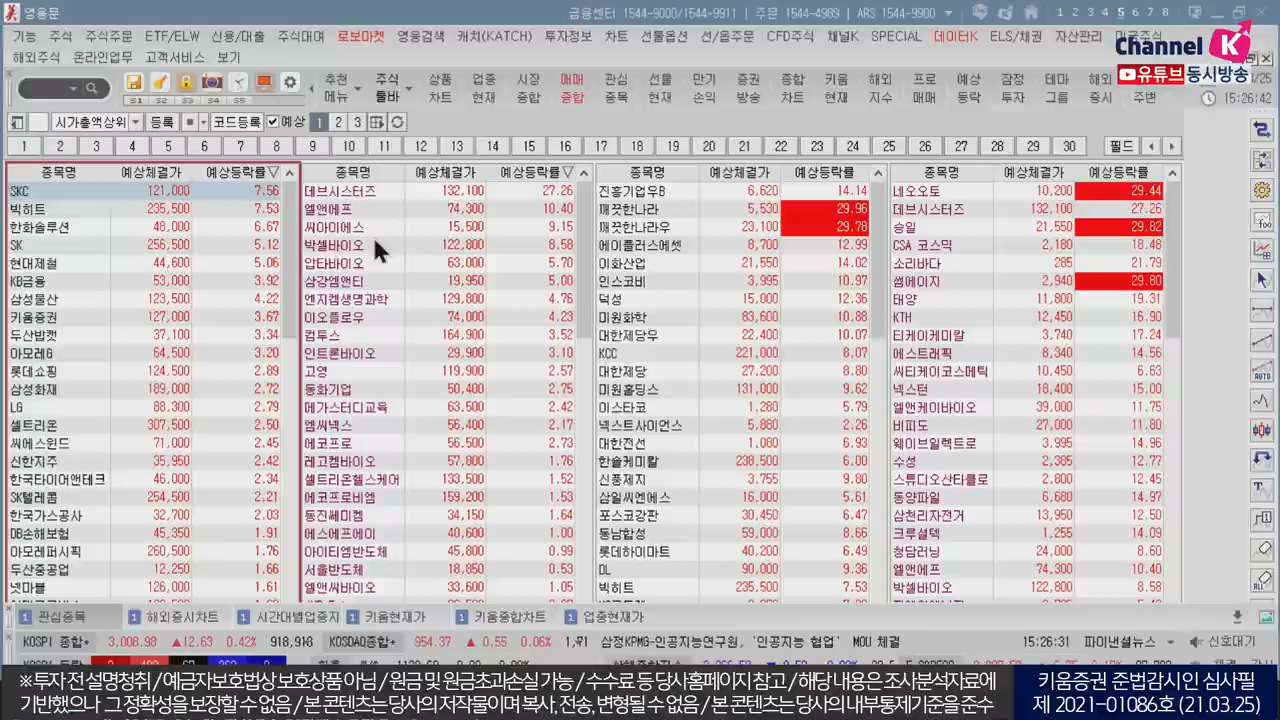 영웅문
금융센터 1544-9000/1544-9911 | 주문 1544-4989 | ARS 1544-9900
1 2 3 4 5 6 7 8
기능 주식 주식주문 ETF/ELW 신용/대출 주식대여 로보마켓 영웅검색 캐치(KATCH) 투자정보 차트 선물옵션 선/옵주문 CFD주식 채널K SPECIAL 데이터K ELS/채권 자산관리
해외주식 온라인업무 고객서비스 보기
Channel K
유튜브동시방송
추천 메뉴
주식 툴바
종합 차트
업종 현재
시장 종합
매매 종합
관심 종목
선물 현재
만기 손익
증권 방송
종합 차트
키움 현재
해외 지수
프로 매매
예상 등락
잠정 투자
테마 그룹
해외 증시
주변
S1 S2 S3 S4 S5
15:26:42
시가총액상위 등록 코드등록 예상 1 2 3
1 2 3 4 5 6 7 8 9 10 11 12 13 14 15 16 17 18 19 20 21 22 23 24 25 26 27 28 29 30 필드
종목명 예상체결가 예상등락률▽ 종목명 예상체결가 예상등락률▽ 종목명 예상체결가 예상등락률 종목명 예상체결가 예상등락률
SKC 121,000 7.56 데브시스터즈 132,100 27.26 진흥기업우B 6,620 14.14 네오오토 10,200 29.44
빅히트 235,500 7.53 엘앤에프 74,300 10.40 깨끗한나라 5,530 29.96 데브시스터즈 132,100 27.26
한화솔루션 48,000 6.67 씨아이에스 15,500 9.15 깨끗한나라우 23,100 29.78 승일 21,550 29.82
SK 256,500 5.12 박셀바이오 122,800 8.58 에이플러스에셋 8,700 12.99 CSA 코스믹 2,180 18.48
현대제철 44,600 5.06 압타바이오 63,000 5.70 이화산업 21,550 14.02 소리바다 285 21.79
KB금융 53,000 3.92 삼강엠앤티 19,950 5.00 인스코비 3,995 10.97 썸에이지 2,940 29.80
삼성물산 123,500 4.22 엔지켐생명과학 129,800 4.76 덕성 15,000 12.36 태양 11,800 19.31
키움증권 127,000 3.67 이오플로우 74,000 4.23 미원화학 83,600 10.88 KTH 12,450 16.90
두산밥캣 37,100 3.34 컴투스 164,900 3.52 대한제당우 22,400 10.07 티케이케미칼 3,740 17.24
아모레G 64,500 3.20 인트론바이오 29,900 3.10 KCC 221,000 8.07 에스트래픽 8,340 14.56
롯데쇼핑 124,500 2.89 고영 119,900 2.57 대한제당 27,200 8.80 씨티케이코스메틱 10,450 6.63
삼성화재 189,000 2.72 동화기업 50,400 2.75 미원홀딩스 131,000 9.62 넥스턴 18,400 15.00
LG 88,300 2.79 메가스터디교육 63,500 2.42 이스타코 1,280 5.79 엘앤케이바이오 39,000 11.75
셀트리온 307,500 2.50 엠씨넥스 56,400 2.17 넥스트사이언스 5,880 2.26 비피도 27,000 11.80
씨에스윈드 71,000 2.45 에코프로 56,500 2.73 대한전선 1,080 6.93 웨이브일렉트로 3,995 14.96
신한지주 35,950 2.42 레고켐바이오 57,800 1.76 한솔케미칼 238,500 6.00 수성 2,385 12.77
한국타이어앤테크 46,000 2.34 셀트리온헬스케어 133,500 1.52 신풍제지 3,755 9.80 스튜디오산타클로 2,800 12.45
SK텔레콤 254,500 2.21 에코프로비엠 159,200 1.53 삼일씨엔에스 16,000 5.61 동양파일 6,680 14.97
한국가스공사 32,700 2.03 동진쎄미켐 34,150 1.64 포스코강판 30,450 6.47 삼천리자전거 13,950 12.50
DB손해보험 45,350 1.91 에스에프에이 40,600 1.00 동남합성 59,000 8.66 크루셜텍 1,255 14.09
아모레퍼시픽 260,500 1.76 아이티엠반도체 45,800 0.99 롯데하이마트 40,200 6.49 청담러닝 24,000 8.60
두산중공업 12,250 1.66 서울반도체 18,850 0.53 DL 90,000 9.36 엘앤에프 74,300 10.40
넷마블 126,000 1.61 엘앤씨바이오 33,600 1.05 빅히트 235,500 7.53 박셀바이오 122,800 8.58
1 관심종목 1 해외증시차트 1 시간대별업종지 1 키움현재가 1 키움종합차트 1 업종현재가
KOSPI 종합 3,008.98 ▲12.63 0.42% KOSDAQ종합 954.37 ▲ 0.55 0.06% 삼정KPMG-인공지능연구원, '인공지능 협업' MOU 체결 15:26:31 파이낸셜뉴스 신호대기
※ 투자 전 설명청취 / 예금자보호법상 보호상품 아님 / 원금 및 원금초과손실 가능 / 수수료 등 당사홈페이지 참고 / 해당 내용은 조사분석자료에
기반했으나 그 정확성을 보장할 수 없음 / 본 콘텐츠는 당사의 저작물이며 복사, 전송, 변형될 수 없음 / 본 콘텐츠는 당사의 내부통제기준을 준수
키움증권 준법감시인 심사필
제 2021-01086호 (21.03.25)